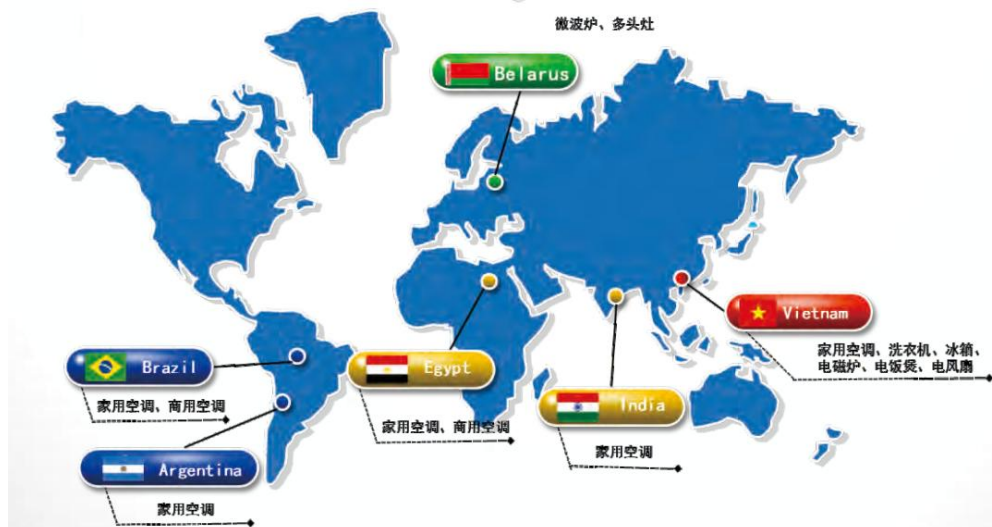 微波炉、多头灶
Belarus
Vietnam
家用空调、洗衣机、冰箱、
电磁炉、电饭煲、电风扇
Brazil
家用空调、商用空调
Egypt
家用空调、商用空调
India
家用空调
Argentina
家用空调